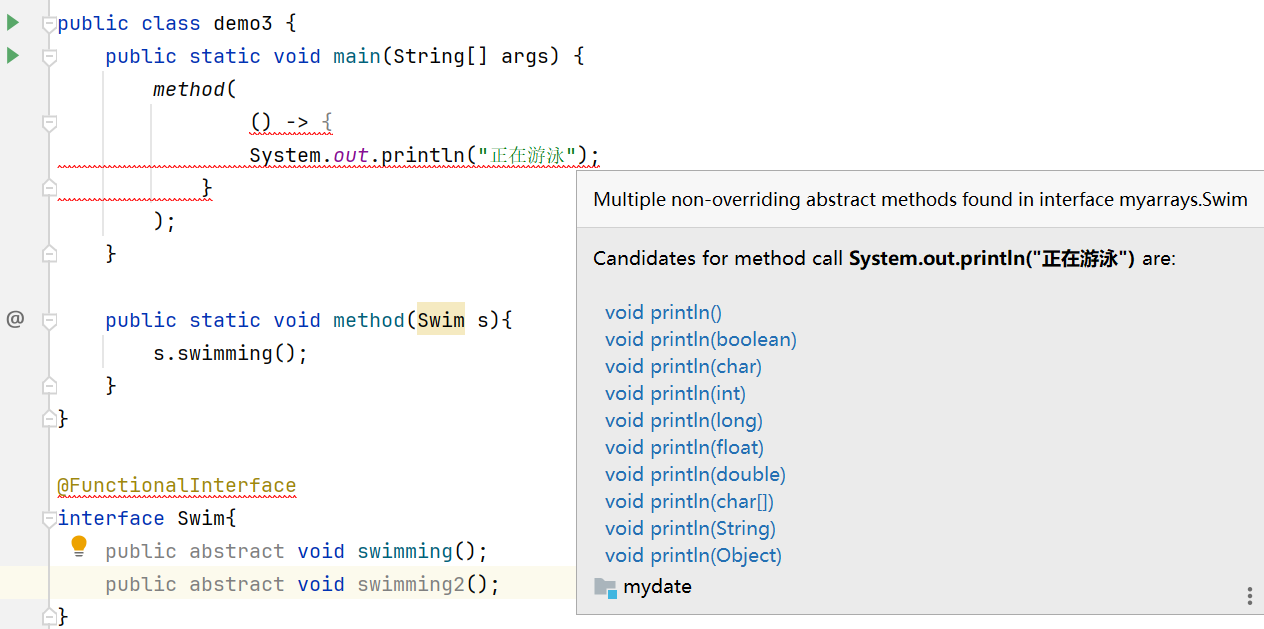 public class demo3 {
public static void main(String[] args) {
method(
() -> {
System.out.println("正在游泳");
}
);
}
@ public static void method(Swim s){
s.swimming();
}
}
@FunctionalInterface
interface Swim{
public abstract void swimming();
public abstract void swimming2();
}
Multiple non-overriding abstract methods found in interface myarrays.Swim
Candidates for method call System.out.println("正在游泳") are:
void println()
void println(boolean)
void println(char)
void println(int)
void println(long)
void println(float)
void println(double)
void println(char[])
void println(String)
void println(Object)
mydate